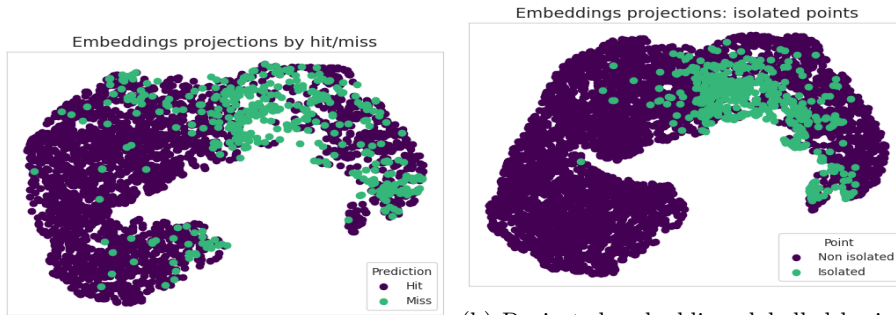 Embeddings projections by hit/miss
Prediction
Hit
Miss
Embeddings projections: isolated points
Point
Non isolated
Isolated